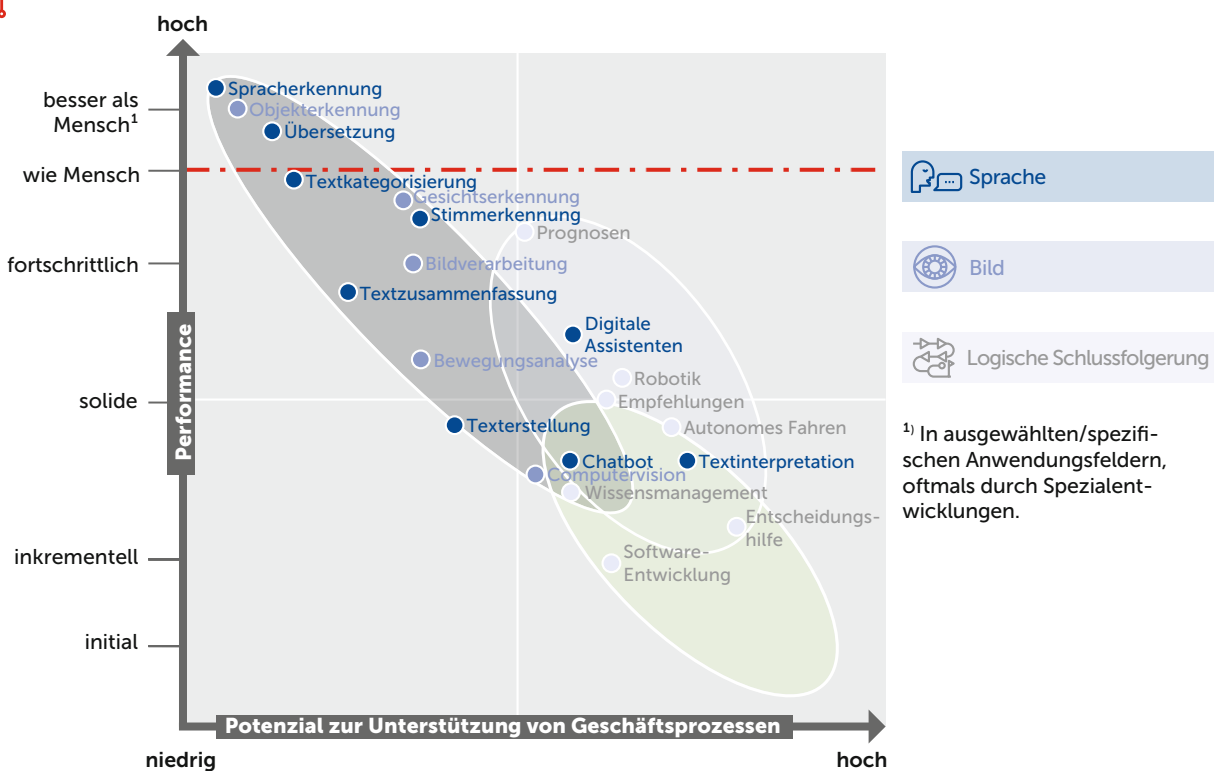 hoch
besser als
Mensch¹
wie Mensch
fortschrittlich
solide
inkrementell
initial
Performance
Spracherkennung
Objekterkennung
Übersetzung
Textkategorisierung
Gesichtserkennung
Stimmerkennung
Prognosen
Bildverarbeitung
Textzusammenfassung
Digitale
Assistenten
Bewegungsanalyse
Robotik
Empfehlungen
Texterstellung
Autonomes Fahren
Chatbot
Textinterpretation
Computervision
Wissensmanagement
Entscheidungs-
hilfe
Software-
Entwicklung
Potenzial zur Unterstützung von Geschäftsprozessen
niedrig
hoch
Sprache
Bild
Logische Schlussfolgerung
¹⁾ In ausgewählten/spezifi-
schen Anwendungsfeldern,
oftmals durch Spezialent-
wicklungen.